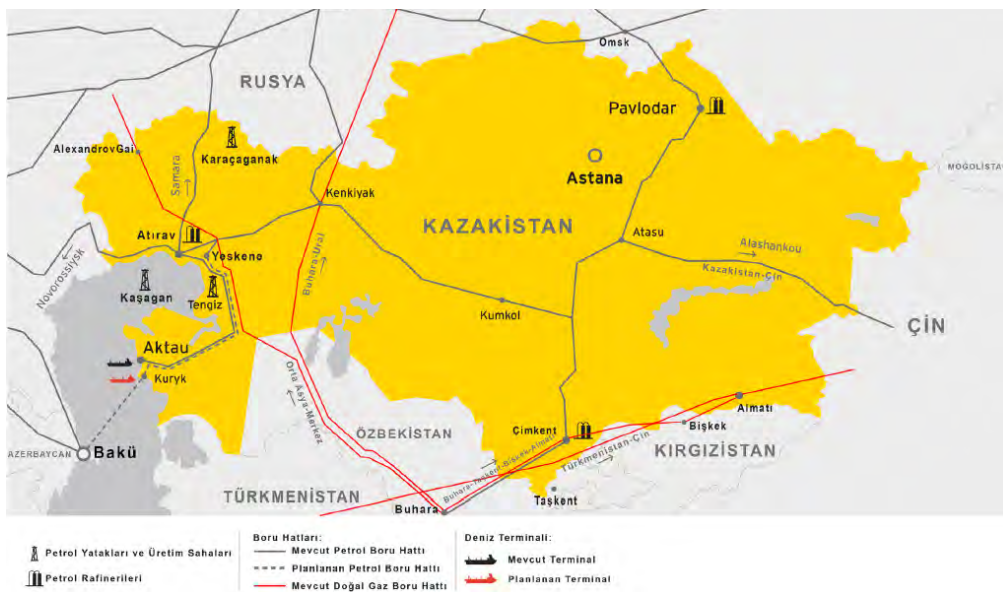 Omsk
RUSYA
Pavlodar
AlexandrovGai
Karaçaganak
MOĞOLİSTA
Samara
Astana
Kenkiyak
KAZAKİSTAN
Atırav
Atasu
Yeskene
Alashankou
Novorossiysk
Buhara-Ural
Kazakistan-Çin
Kaşagan
Tengiz
Kumkol
ÇİN
Aktau
Kuryk
Orta Asya-Merkez
Almatı
Çimkent
Bişkek
ÖZBEKİSTAN
Buhara-Taşkent-Bişkek-Almatı
KIRGIZİSTAN
AZERBAYCAN
Bakü
Türkmenistan-Çin
TÜRKMENİSTAN
Taşkent
Buhara
Petrol Yatakları ve Üretim Sahaları
Petrol Rafinerileri
Boru Hatları:
Mevcut Petrol Boru Hattı
Planlanan Petrol Boru Hattı
Mevcut Doğal Gaz Boru Hattı
Deniz Terminali:
Mevcut Terminal
Planlanan Terminal